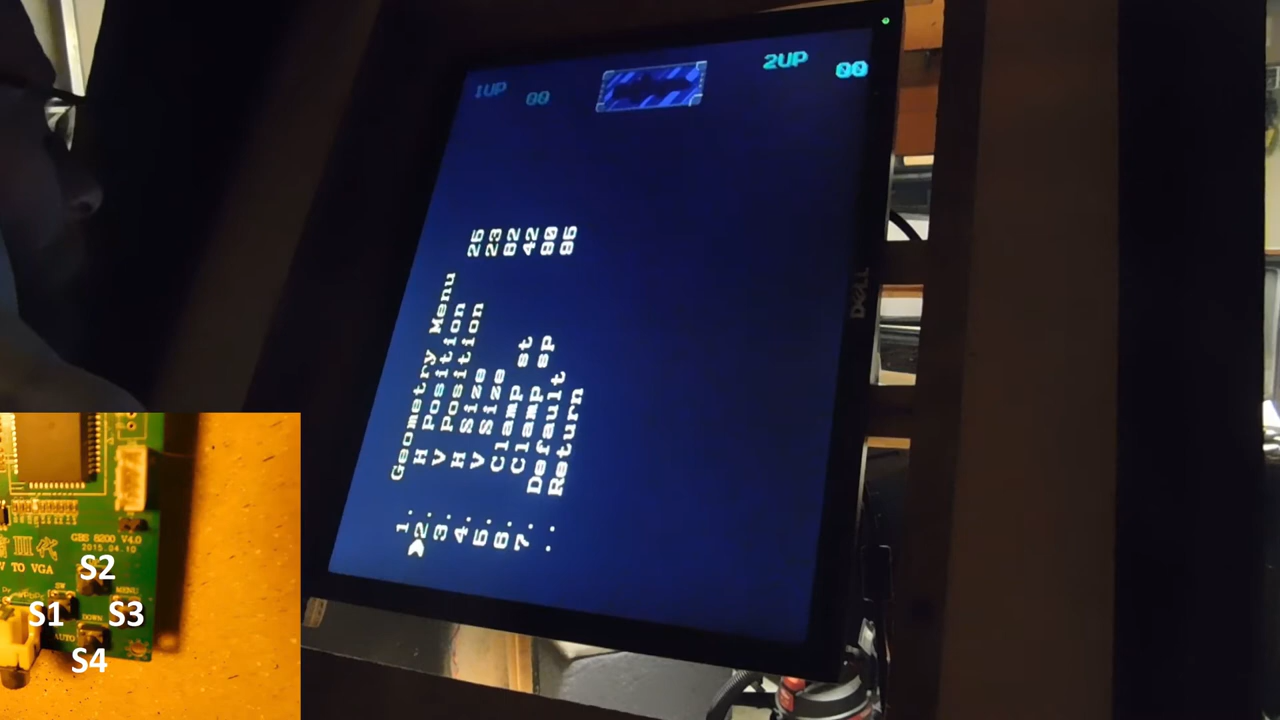 1UP 00
2UP 00
Geometry Menu
1. H position 25
2. V position 23
3. H Size 82
4. V Size 42
5. Clamp st 90
6. Clamp sp 95
7. Default
.. Return
DELL
GBS 8200 V4.0
2015.04.10
TO VGA
S2
MENU
S1
S3
DOWN
AUTO
S4